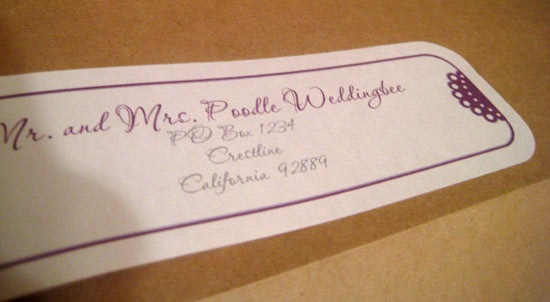 Mr. and Mrs. Poodle Weddingbee
PO Box 1234
Crestline
California 92889